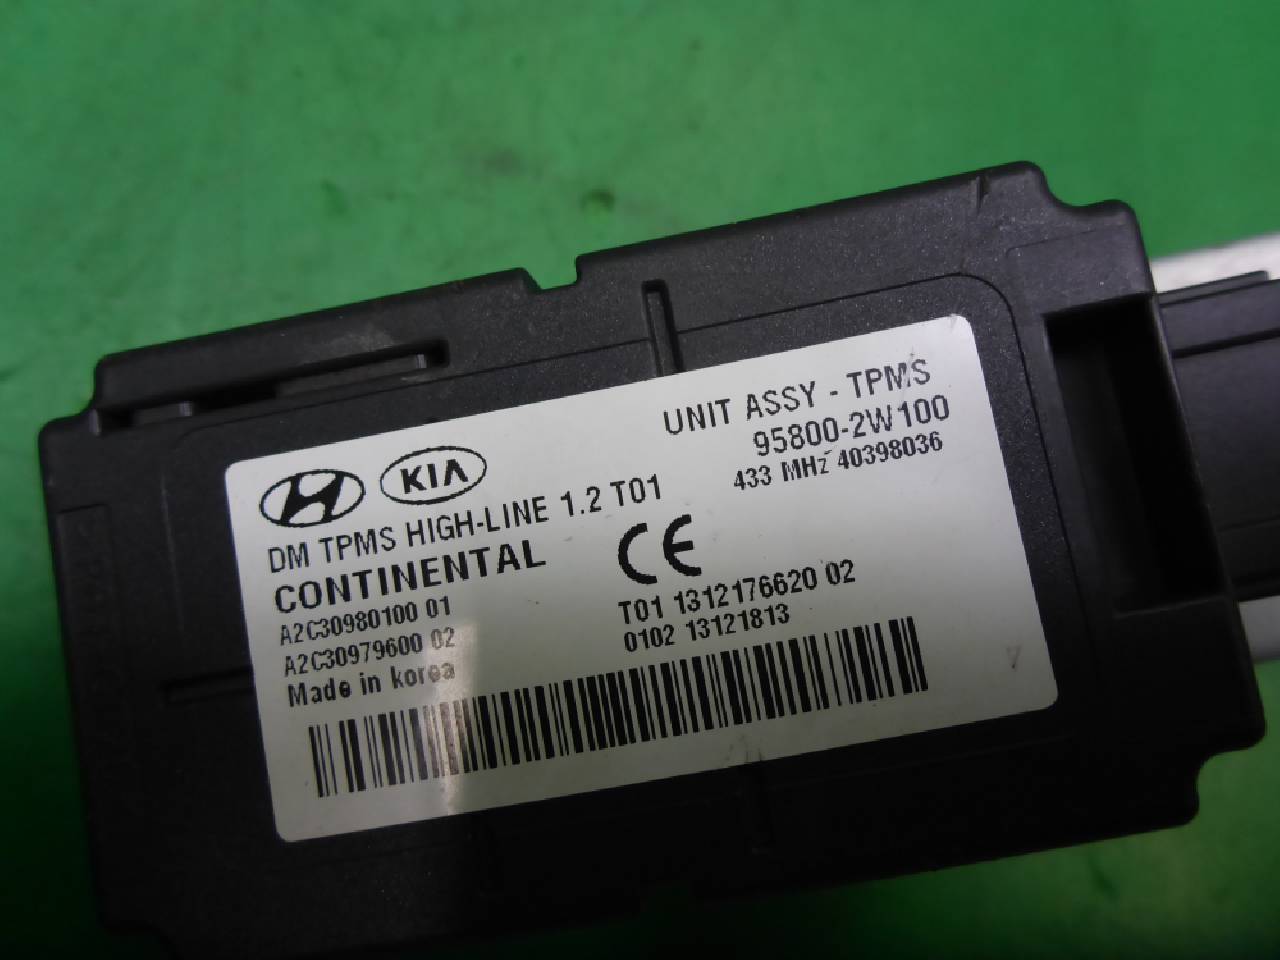 UNIT ASSY - TPMS
95800-2W100
433 MHz 40398036
KIA
DM TPMS HIGH-LINE 1.2 T01
CONTINENTAL
CE
A2C30980100 01
A2C30979600 02
Made in korea
T01 1312176620 02
0102 13121813